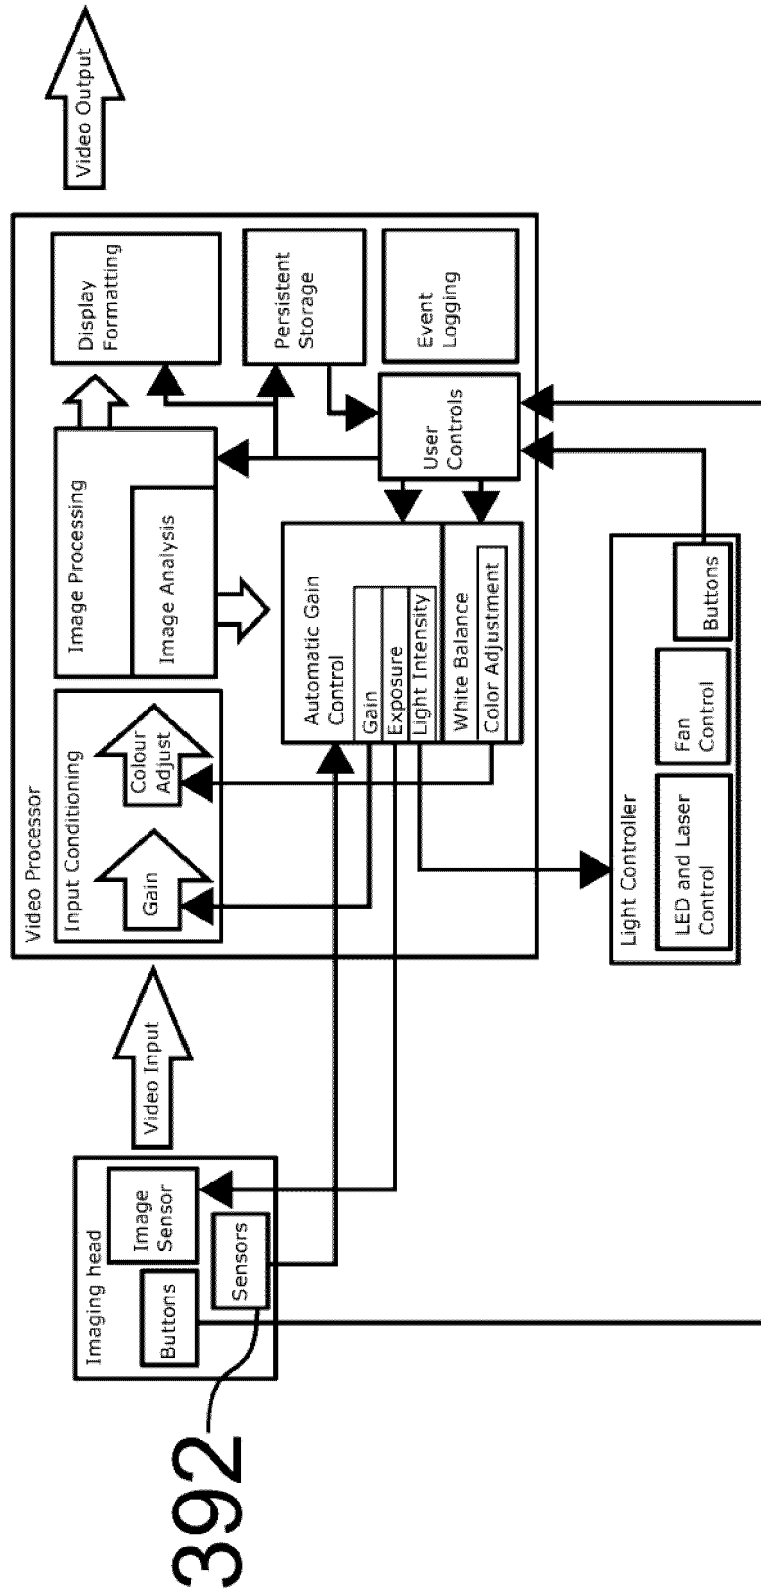 392
Imaging head
Buttons
Image
Sensor
Sensors
Video Input
Video Processor
Input Conditioning
Gain
Colour
Adjust
Image Processing
Image Analysis
Display
Formatting
Automatic Gain
Control
Gain
Exposure
Light Intensity
White Balance
Color Adjustment
User
Controls
Persistent
Storage
Event
Logging
Video Output
Light Controller
LED and Laser
Control
Fan
Control
Buttons